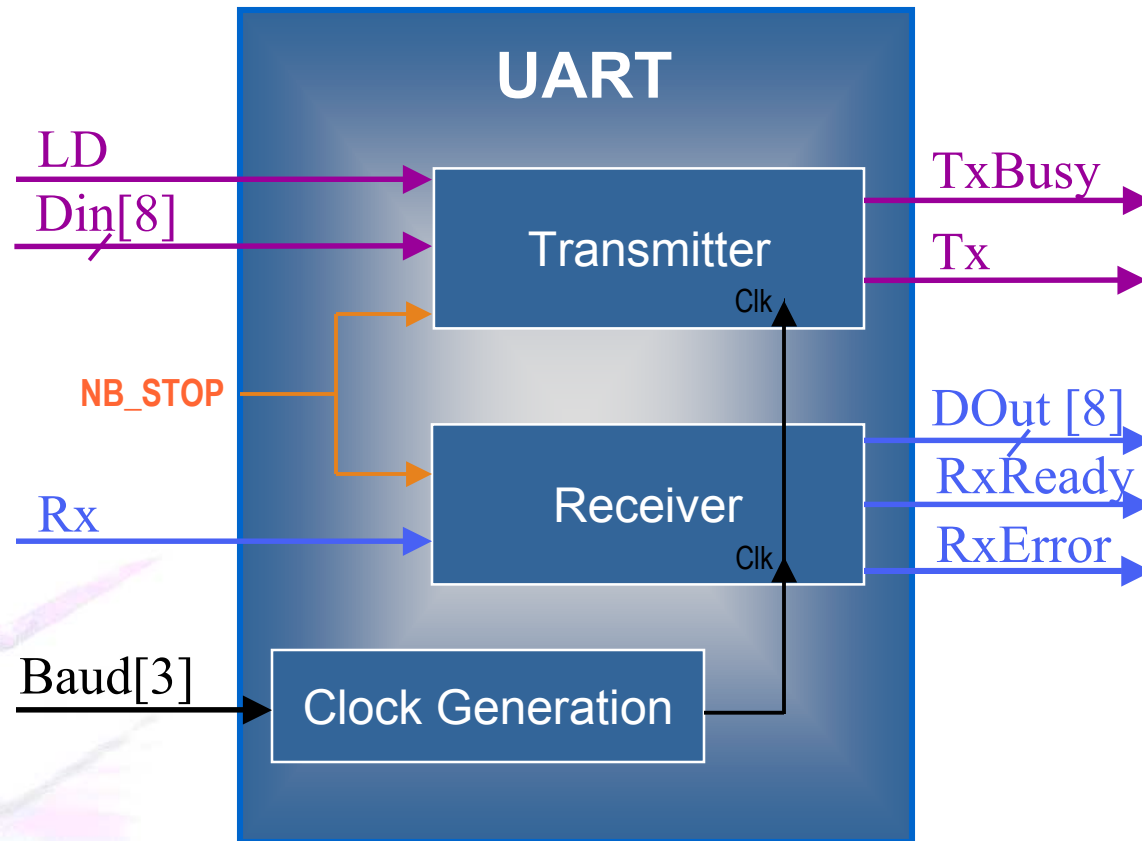 UART
LD
Din[8]
NB_STOP
Rx
Baud[3]
Transmitter
Clk
Receiver
Clk
Clock Generation
TxBusy
Tx
DOut [8]
RxReady
RxError